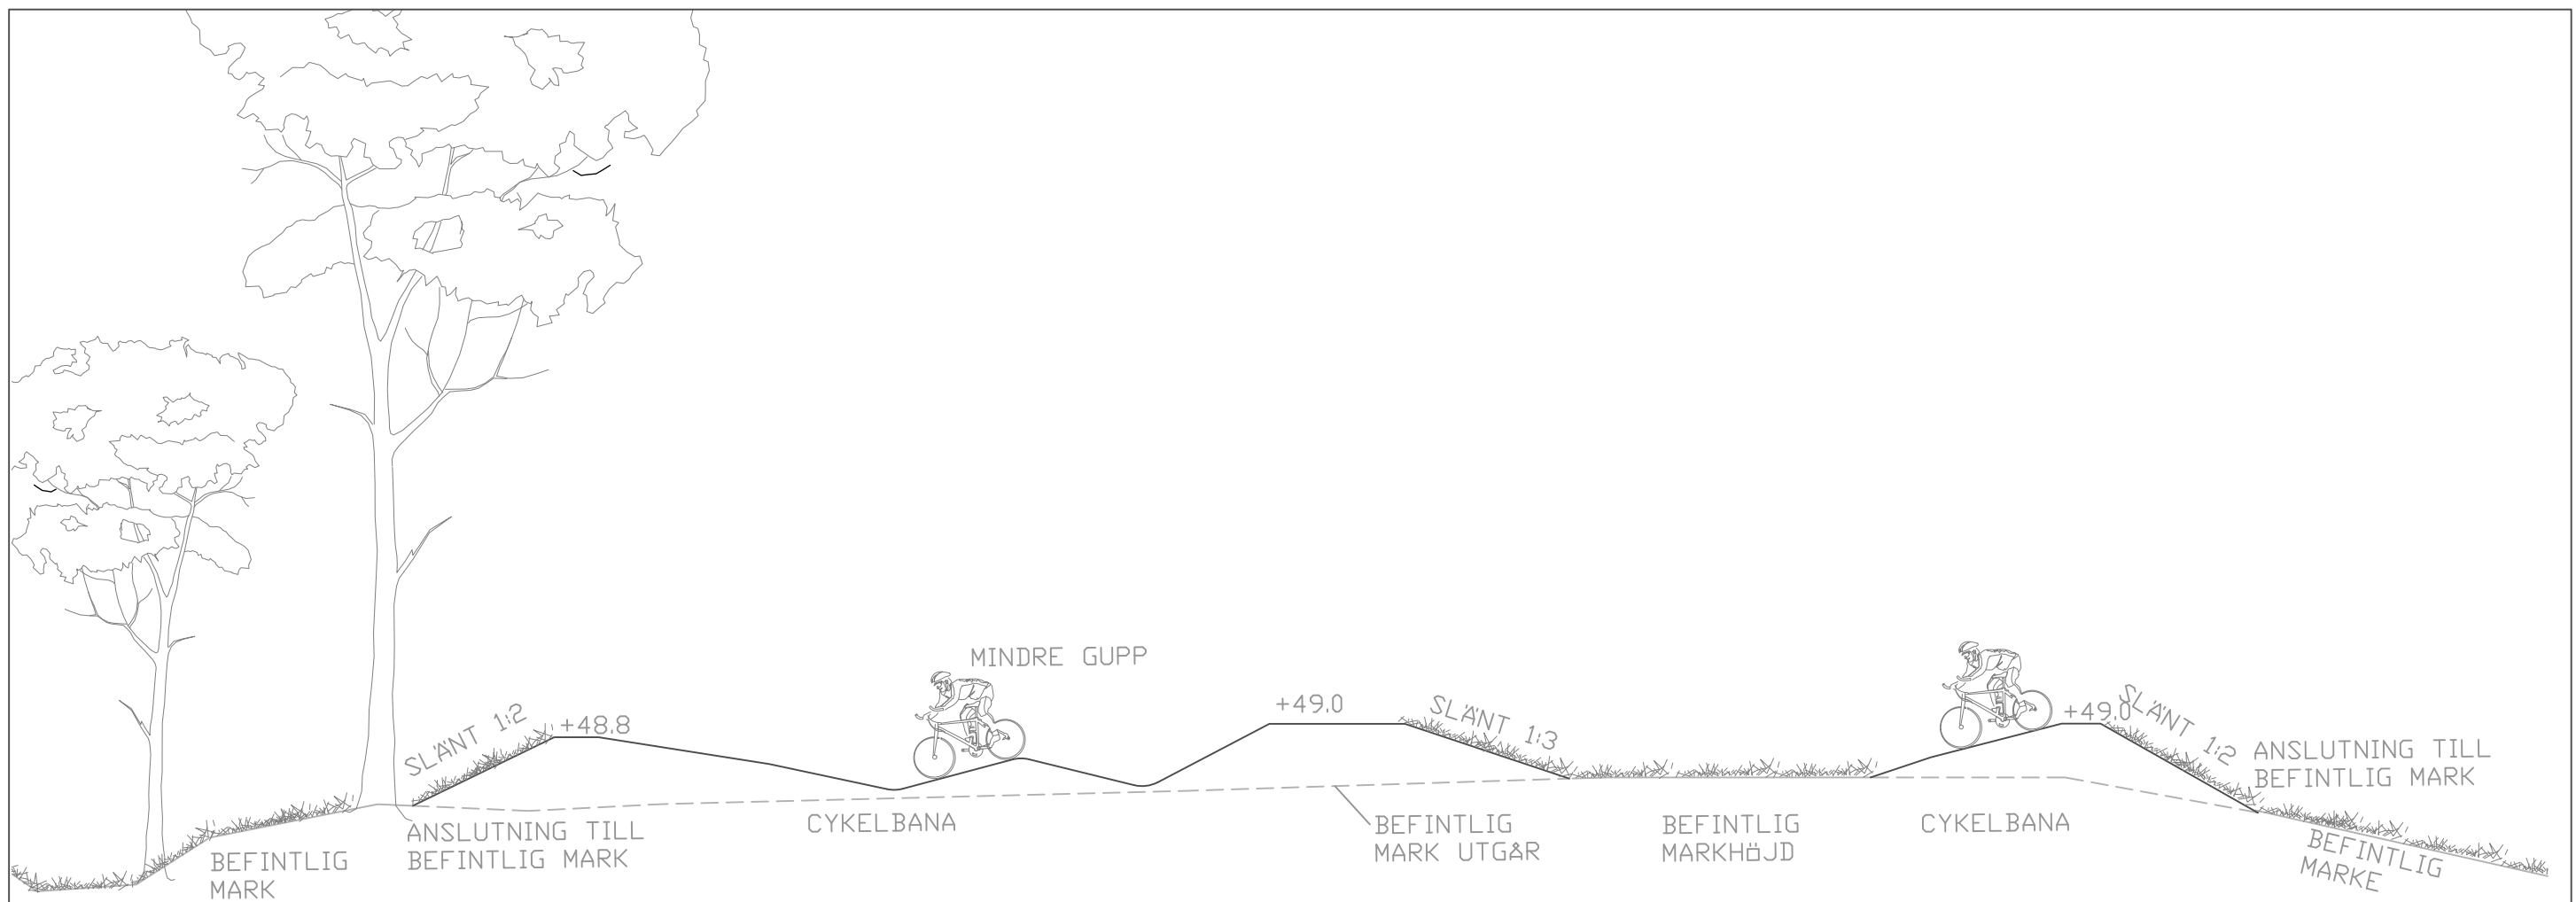 MINDRE GUPP
SLÄNT 1:2
+48.8
+49.0
SLÄNT 1:3
+49.0
SLÄNT 1:2
ANSLUTNING TILL
BEFINTLIG MARK
BEFINTLIG
MARK
ANSLUTNING TILL
BEFINTLIG MARK
CYKELBANA
BEFINTLIG
MARK UTGÅR
BEFINTLIG
MARKHÖJD
CYKELBANA
BEFINTLIG
MARKE